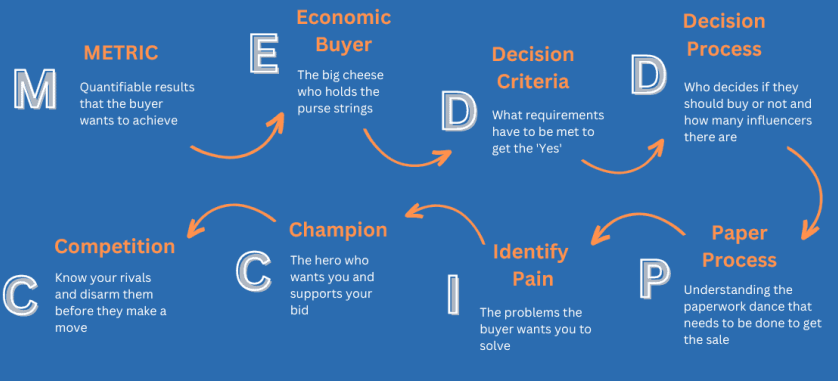 M
METRIC
Quantifiable results
that the buyer
wants to achieve
E
Economic
Buyer
The big cheese
who holds the
purse strings
D
Decision
Criteria
What requirements
have to be met to
get the 'Yes'
D
Decision
Process
Who decides if they
should buy or not and
how many influencers
there are
P
Paper
Process
Understanding the
paperwork dance that
needs to be done to get
the sale
I
Identify
Pain
The problems the
buyer wants you to
solve
C
Champion
The hero who
wants you and
supports your
bid
C
Competition
Know your rivals
and disarm them
before they make a
move